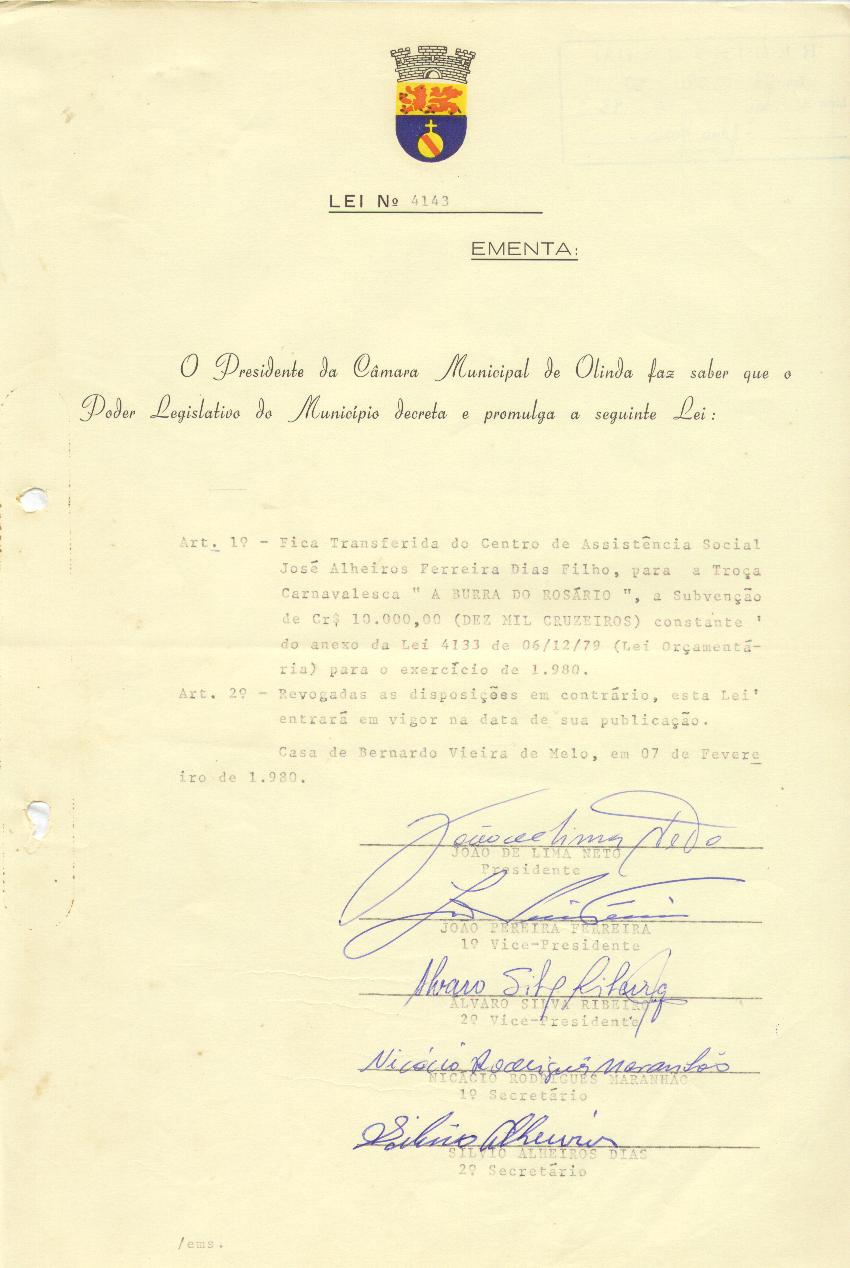 LEI Nº 4143
EMENTA:
O Presidente da Câmara Municipal de Olinda faz saber que o
Poder Legislativo do Município decreta e promulga a seguinte Lei:
Art. 1º - Fica Transferida do Centro de Assistência Social
José Alheiros Ferreira Dias Filho, para a Troça
Carnavalesca " A BURRA DO ROSÁRIO ", a Subvenção
de Cr$ 10.000,00 (DEZ MIL CRUZEIROS) constante '
do anexo da Lei 4133 de 06/12/79 (Lei Orçamentá-
ria) para o exercício de 1.980.
Art. 2º - Revogadas as disposições em contrário, esta Lei'
entrará em vigor na data de sua publicação.
Casa de Bernardo Vieira de Melo, em 07 de Fevere
iro de 1.980.
João de Lima Neto
JOÃO DE LIMA NETO
Presidente
JOÃO PEREIRA FERREIRA
1º Vice-Presidente
Alvaro Silva Ribeiro
ALVARO SILVA RIBEIRO
2º Vice-Presidente
Nicácio Rodrigues Maranhão
NICÁCIO RODRIGUES MARANHÃO
1º Secretário
Silvio Alheiros
SILVIO ALHEIROS DIAS
2º Secretário
/ems.